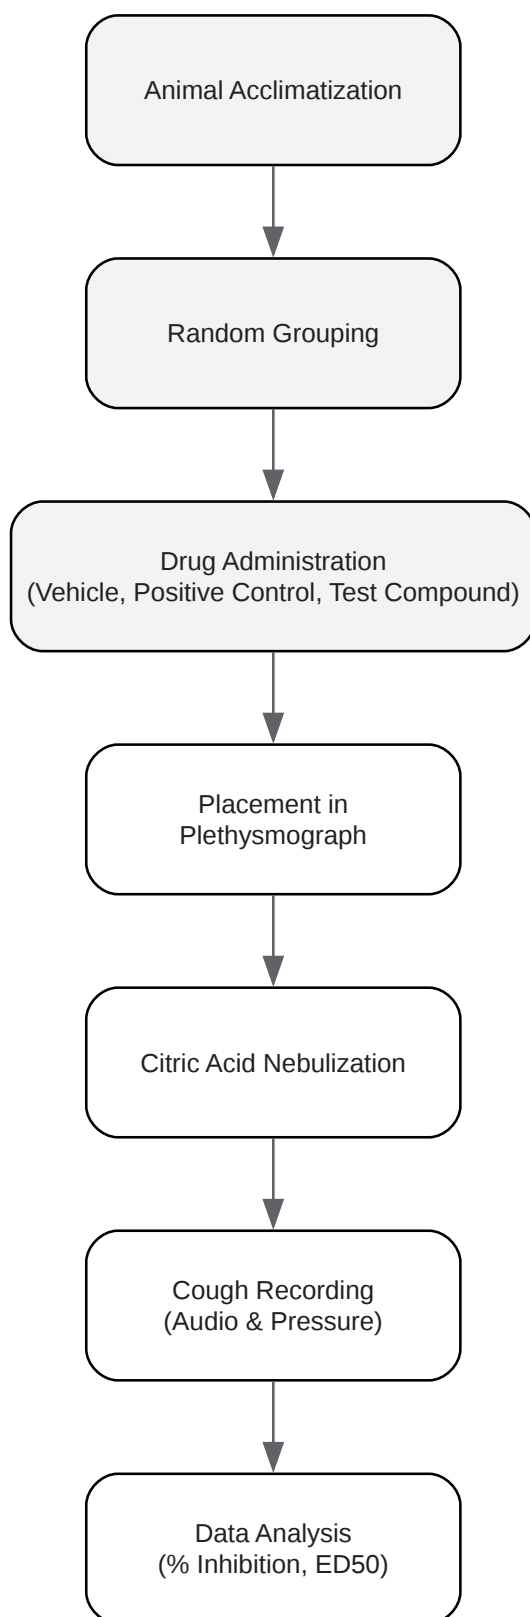 Animal Acclimatization
Random Grouping
Drug Administration
(Vehicle, Positive Control, Test Compound)
Placement in
Plethysmograph
Citric Acid Nebulization
Cough Recording
(Audio & Pressure)
Data Analysis
(% Inhibition, ED50)